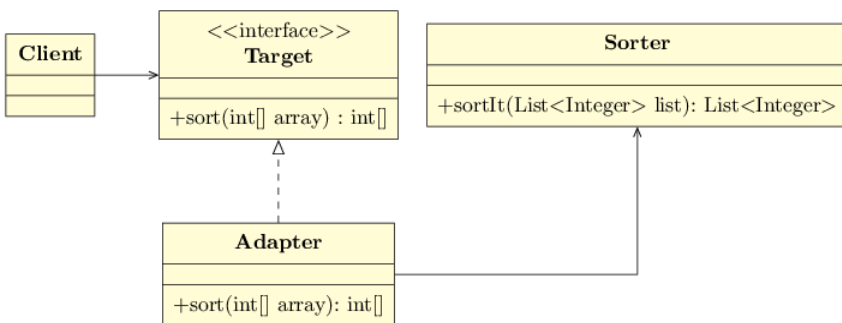 Client
<<interface>>
Target
+sort(int[] array) : int[]
Sorter
+sortIt(List<Integer> list): List<Integer>
Adapter
+sort(int[] array): int[]